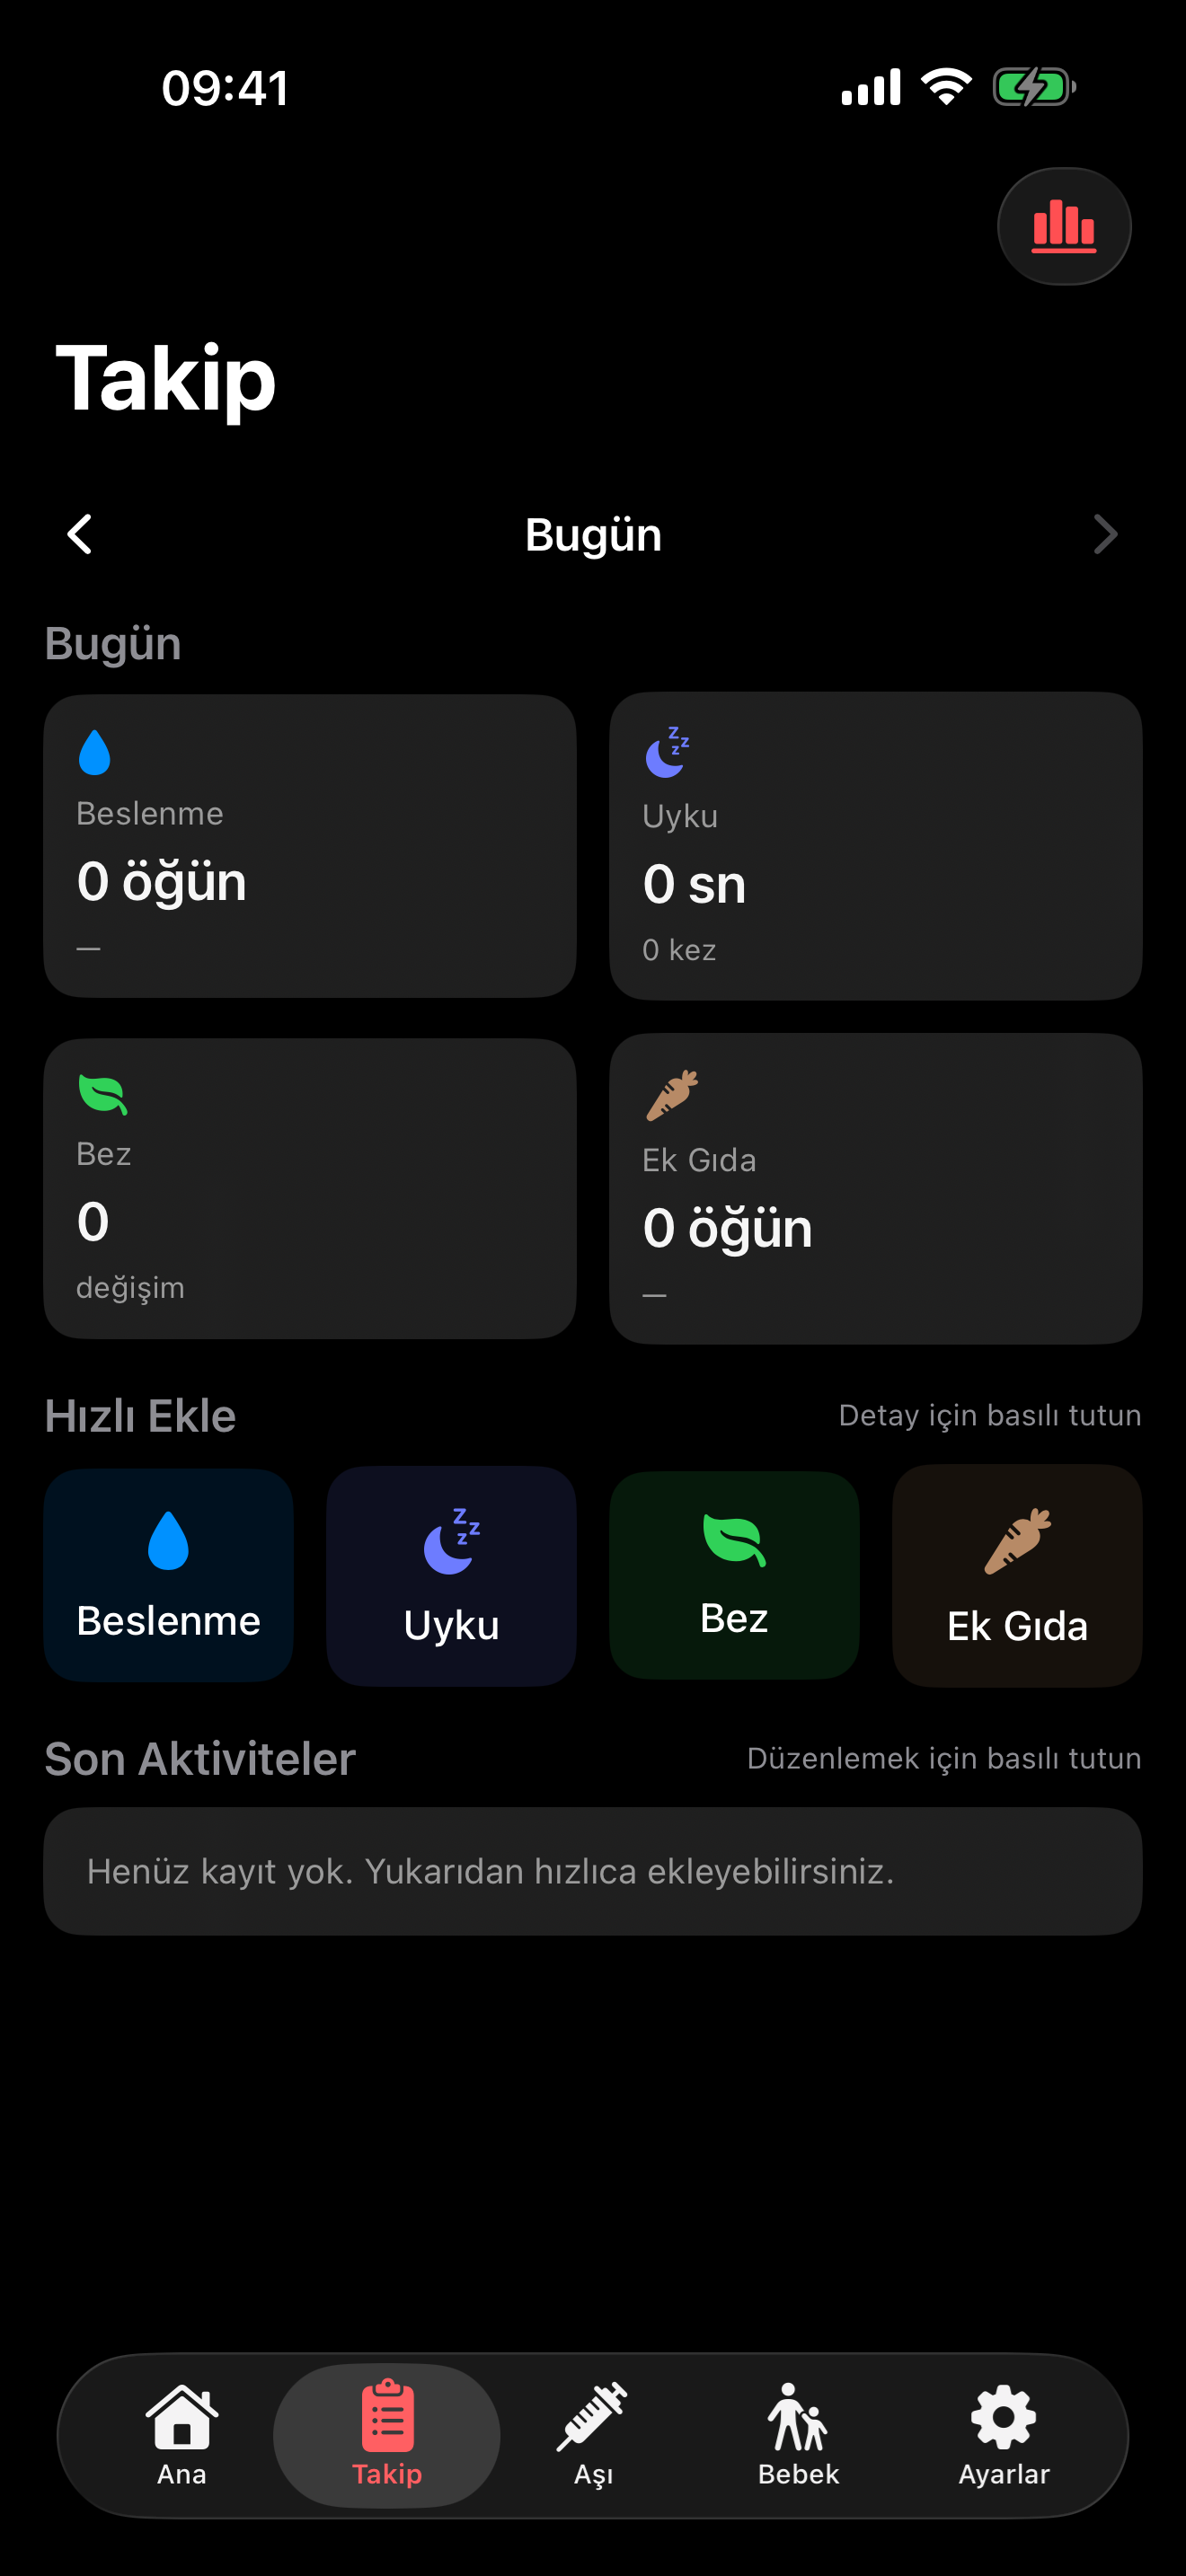 09:41
Takip
Bugün
Bugün
Beslenme
0 öğün
—
Uyku
0 sn
0 kez
Bez
0
değişim
Ek Gıda
0 öğün
—
Hızlı Ekle
Detay için basılı tutun
Beslenme
Uyku
Bez
Ek Gıda
Son Aktiviteler
Düzenlemek için basılı tutun
Henüz kayıt yok. Yukarıdan hızlıca ekleyebilirsiniz.
Ana
Takip
Aşı
Bebek
Ayarlar